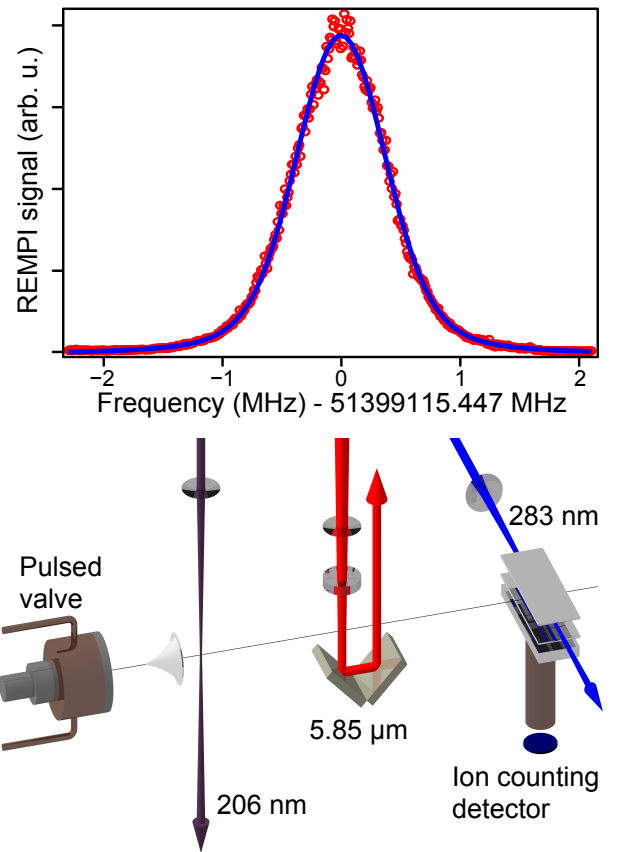 REMPI signal (arb. u.)
−2 −1 0 1 2
Frequency (MHz) - 51399115.447 MHz
283 nm
Pulsed
valve
5.85 µm
206 nm
Ion counting
detector